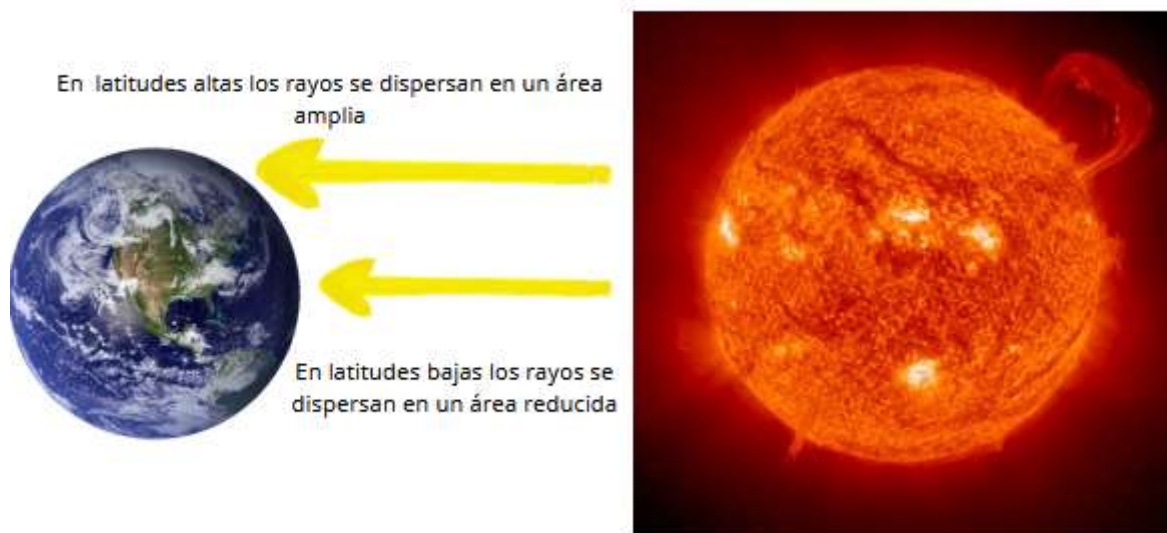 En latitudes altas los rayos se dispersan en un área
amplia
En latitudes bajas los rayos se
dispersan en un área reducida